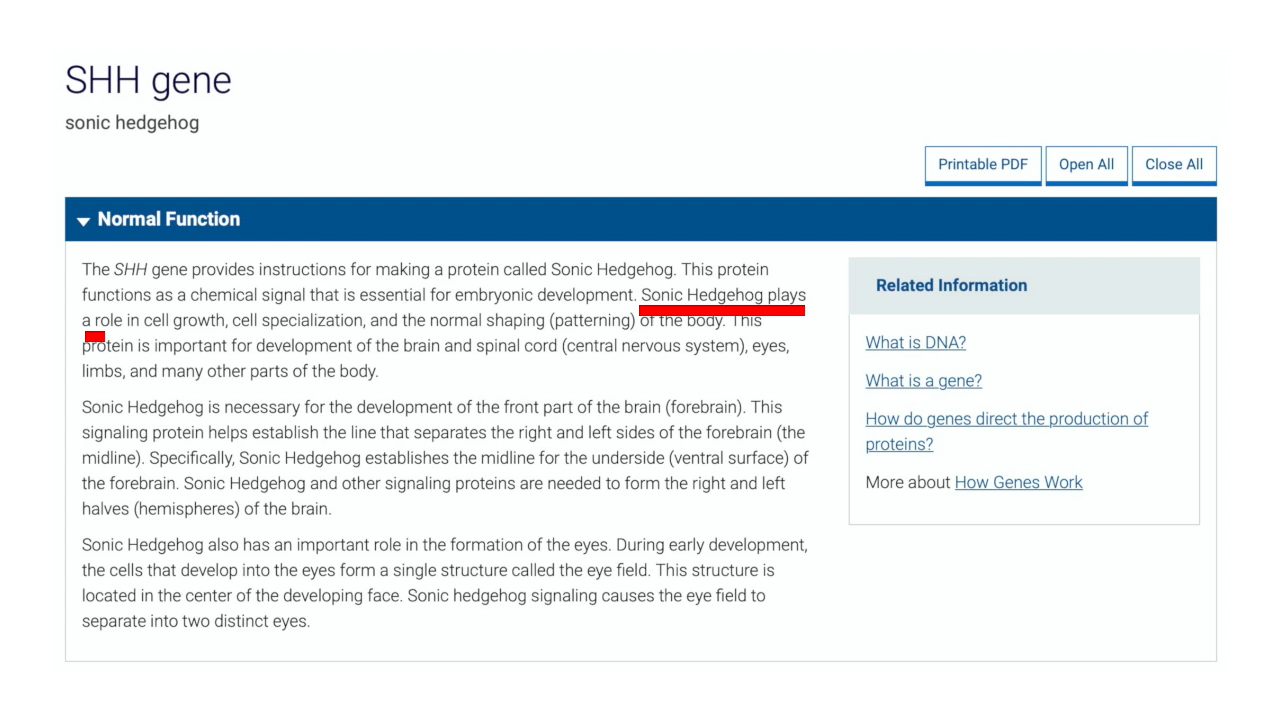 SHH gene
sonic hedgehog
Printable PDF
Open All
Close All
Normal Function
The SHH gene provides instructions for making a protein called Sonic Hedgehog. This protein
functions as a chemical signal that is essential for embryonic development. Sonic Hedgehog plays
a role in cell growth, cell specialization, and the normal shaping (patterning) of the body. This
protein is important for development of the brain and spinal cord (central nervous system), eyes,
limbs, and many other parts of the body.
Sonic Hedgehog is necessary for the development of the front part of the brain (forebrain). This
signaling protein helps establish the line that separates the right and left sides of the forebrain (the
midline). Specifically, Sonic Hedgehog establishes the midline for the underside (ventral surface) of
the forebrain. Sonic Hedgehog and other signaling proteins are needed to form the right and left
halves (hemispheres) of the brain.
Sonic Hedgehog also has an important role in the formation of the eyes. During early development,
the cells that develop into the eyes form a single structure called the eye field. This structure is
located in the center of the developing face. Sonic hedgehog signaling causes the eye field to
separate into two distinct eyes.
Related Information
What is DNA?
What is a gene?
How do genes direct the production of
proteins?
More about How Genes Work